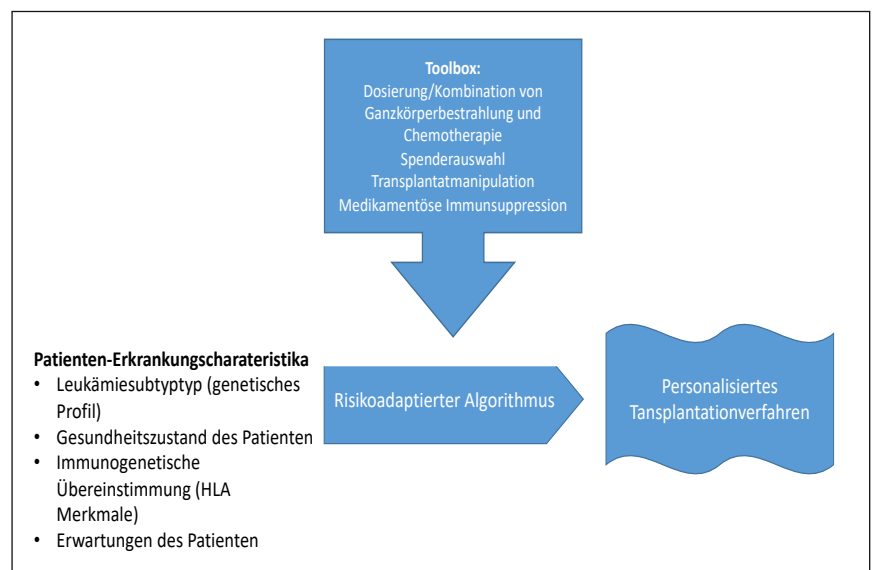 Toolbox:
Dosierung/Kombination von
Ganzkörperbestrahlung und
Chemotherapie
Spenderauswahl
Transplantatmanipulation
Medikamentöse Immunsuppression
Patienten-Erkrankungscharateristika
• Leukämiesubtyptyp (genetisches
Profil)
• Gesundheitszustand des Patienten
• Immunogenetische
Übereinstimmung (HLA
Merkmale)
• Erwartungen des Patienten
Risikoadaptierter Algorithmus
Personalisiertes
Tansplantationverfahren